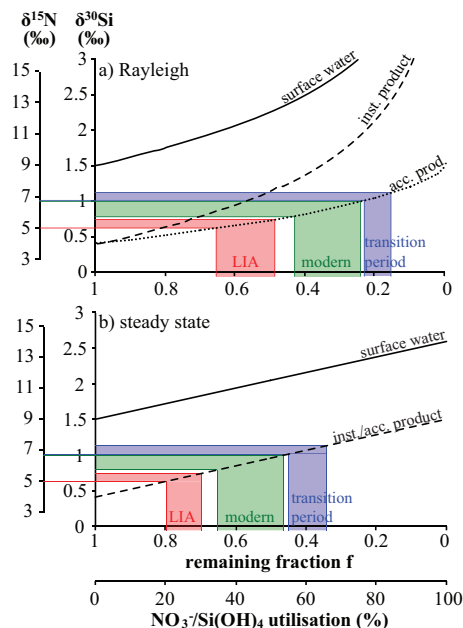 δ¹⁵N δ³⁰Si
(‰) (‰)
15
13
11
9
7
5
3
3
2.5
2
1.5
1
0.5
0
a) Rayleigh
surface water
inst. product
acc. prod.
LIA
modern
transition
period
1 0.8 0.6 0.4 0.2 0
15
13
11
9
7
5
3
3
2.5
2
1.5
1
0.5
0
b) steady state
surface water
inst./acc. product
LIA
modern
transition
period
1 0.8 0.6 0.4 0.2 0
remaining fraction f
0 20 40 60 80 100
NO₃⁻/Si(OH)₄ utilisation (%)